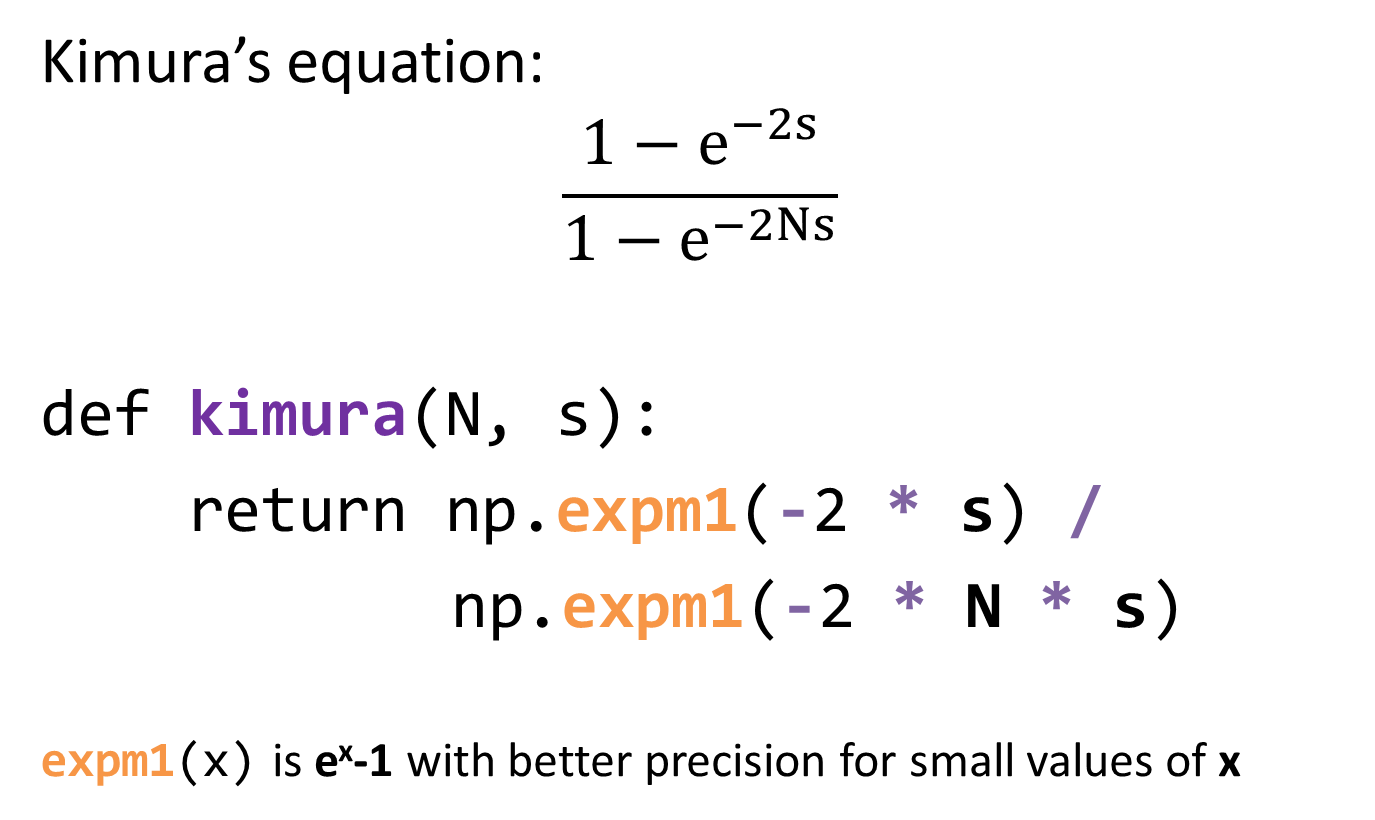 Kimura’s equation:
1 − e⁻²ˢ
1 − e⁻²ᴺˢ
def kimura(N, s):
return np.expm1(-2 * s) /
np.expm1(-2 * N * s)
expm1(x) is eˣ-1 with better precision for small values of x